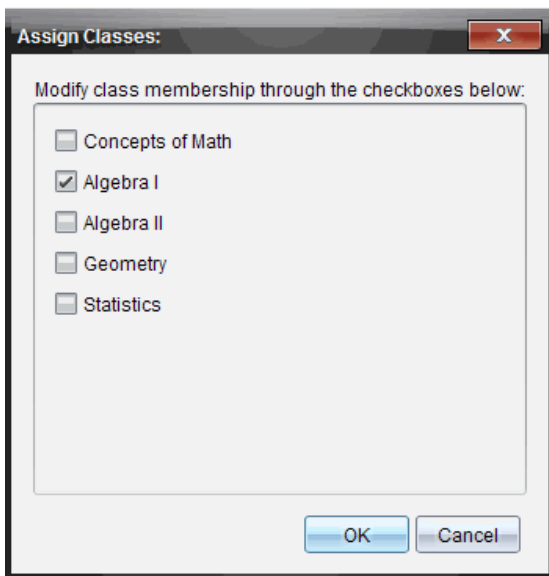 Assign Classes:
Modify class membership through the checkboxes below:
Concepts of Math
Algebra I
Algebra II
Geometry
Statistics
OK Cancel